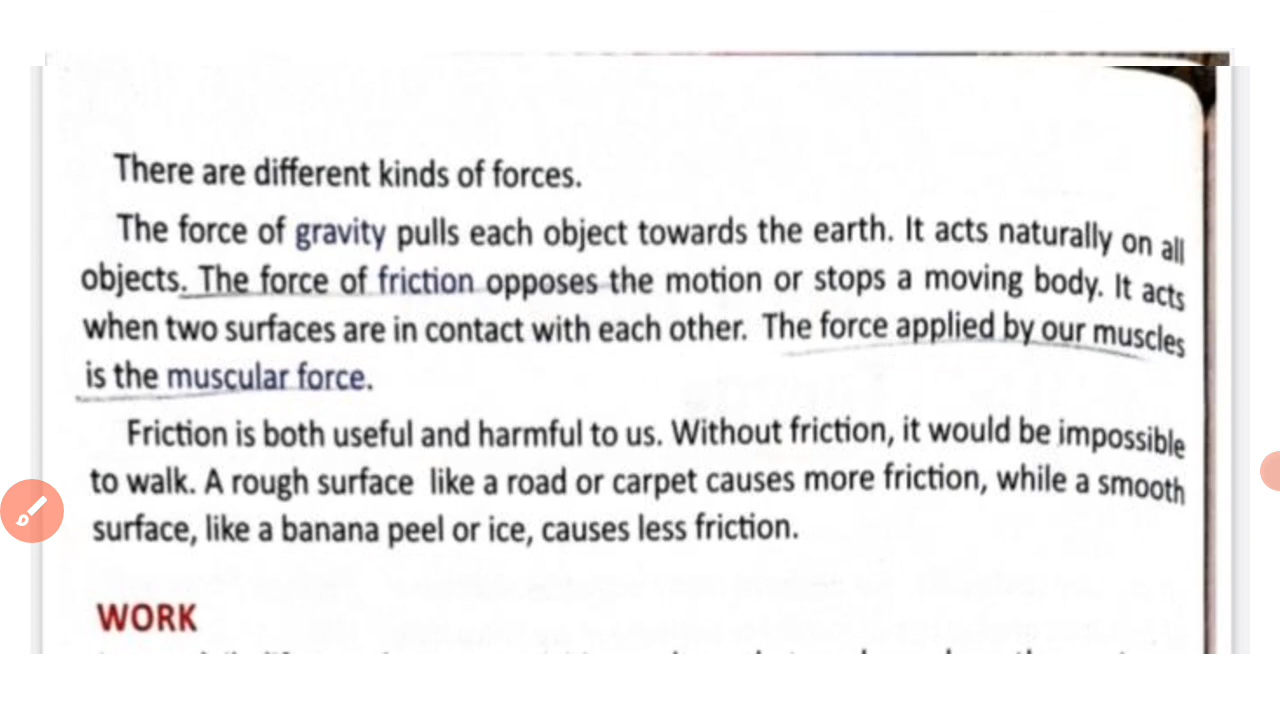 There are different kinds of forces.
The force of gravity pulls each object towards the earth. It acts naturally on all
objects. The force of friction opposes the motion or stops a moving body. It acts
when two surfaces are in contact with each other. The force applied by our muscles
is the muscular force.
Friction is both useful and harmful to us. Without friction, it would be impossible
to walk. A rough surface like a road or carpet causes more friction, while a smooth
surface, like a banana peel or ice, causes less friction.
WORK